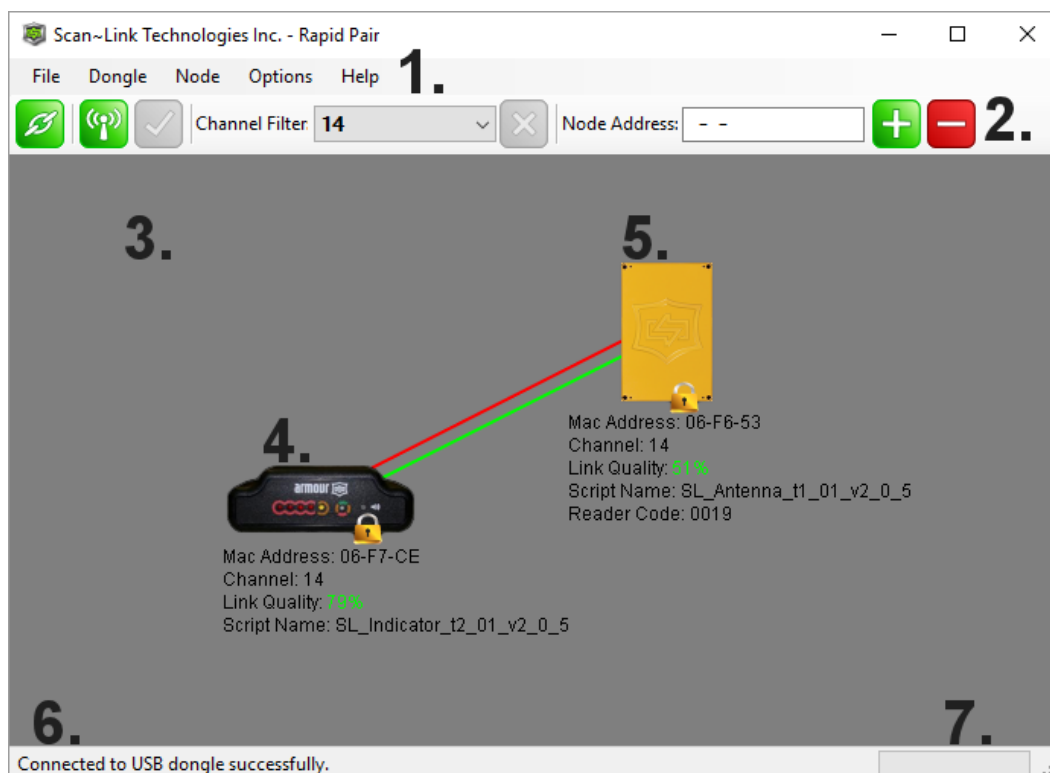 Scan~Link Technologies Inc. - Rapid Pair
File Dongle Node Options Help 1.
Channel Filter 14 Node Address: - - 2.
3.
5.
4.
armour
Mac Address: 06-F6-53
Channel: 14
Link Quality: 51%
Script Name: SL_Antenna_t1_01_v2_0_5
Reader Code: 0019
Mac Address: 06-F7-CE
Channel: 14
Link Quality: 79%
Script Name: SL_Indicator_t2_01_v2_0_5
6.
7.
Connected to USB dongle successfully.